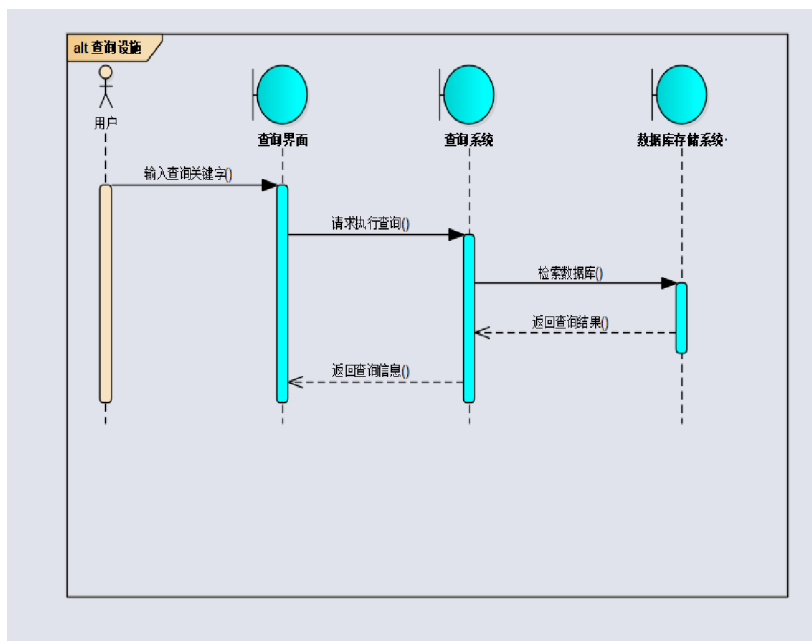 alt 查询设施
用户
查询界面
查询系统
数据库存储系统
输入查询关键字()
请求执行查询()
检索数据库()
返回查询结果()
返回查询信息()